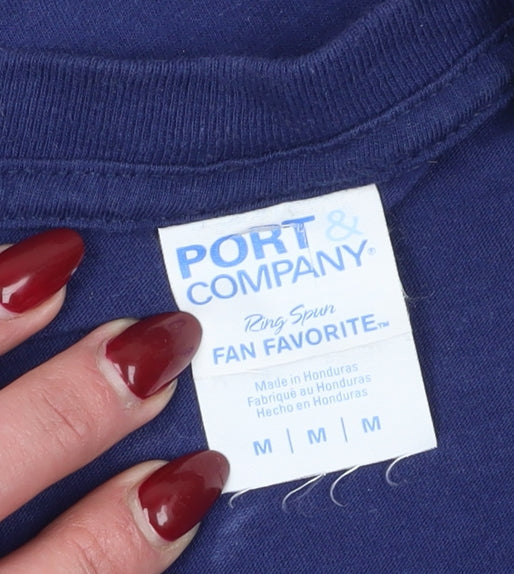 PORT &
COMPANY®
Ring Spun
FAN FAVORITE™
Made in Honduras
Fabriqué au Honduras
Hecho en Honduras
M | M | M